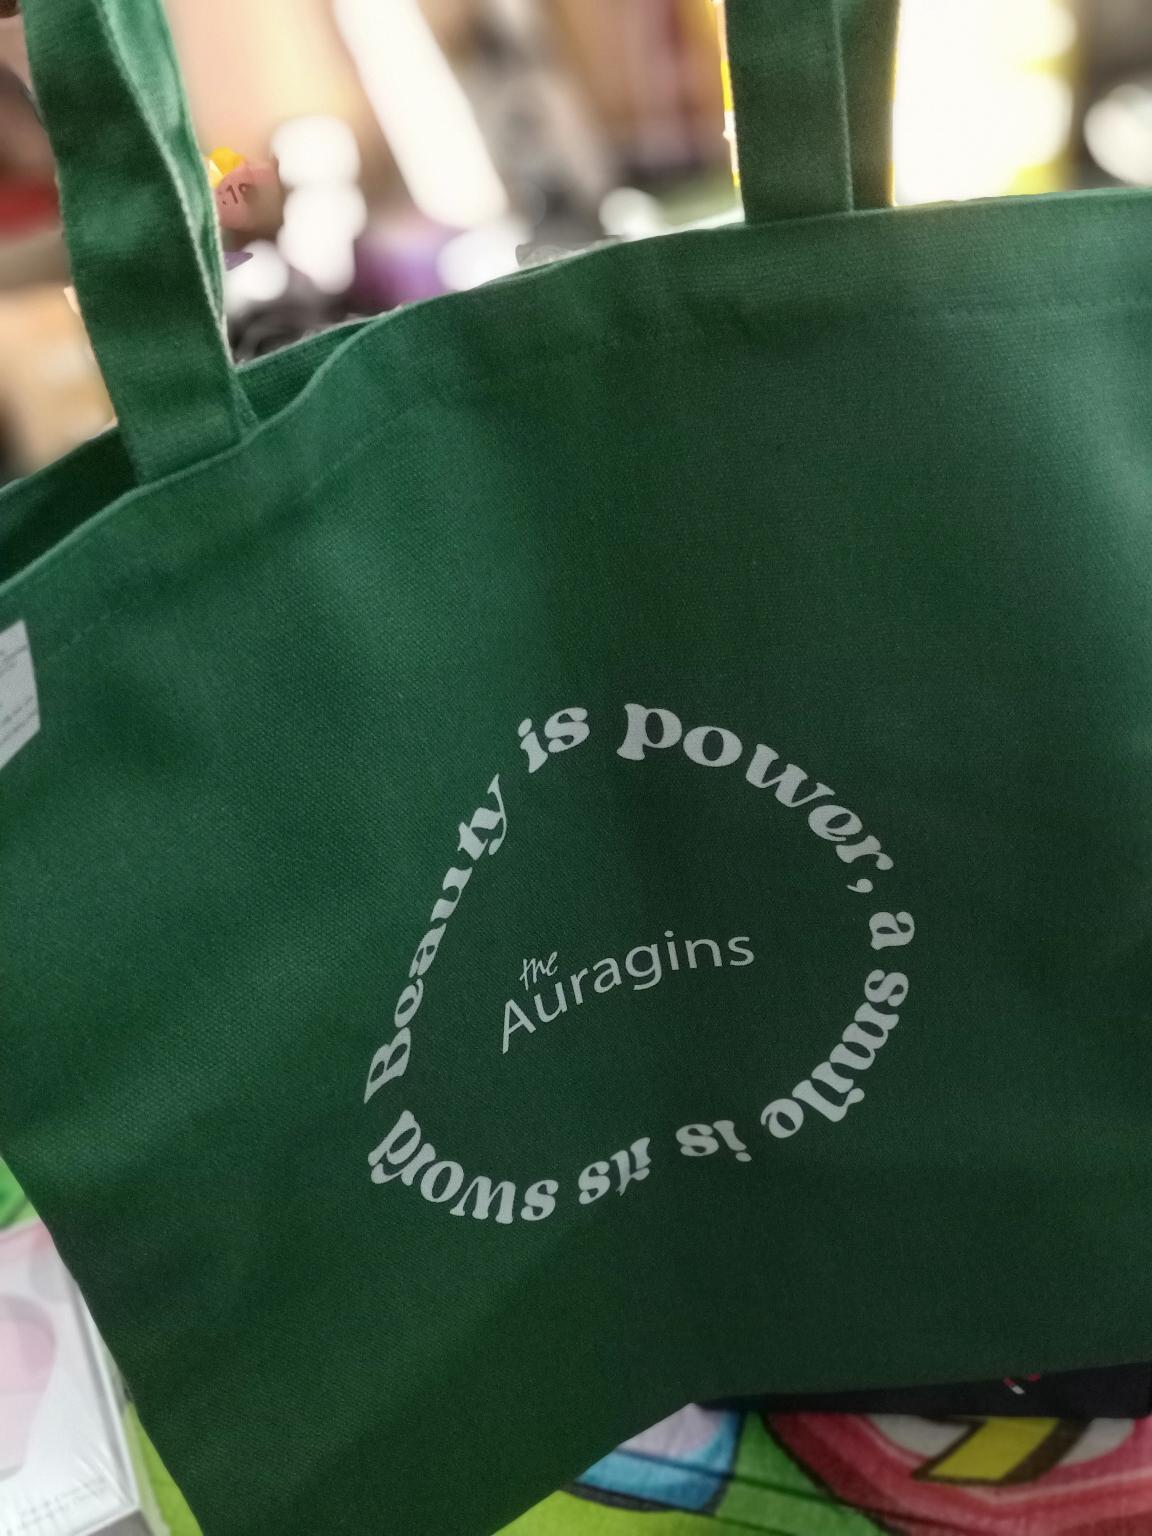 Beauty is power, a smile is its sword
the
Auragins